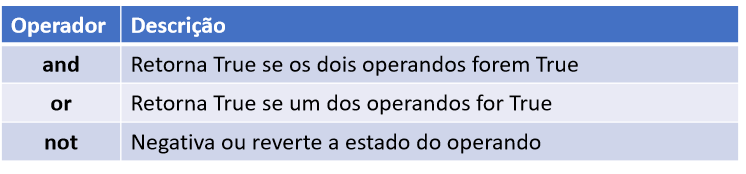 Operador Descrição
and Retorna True se os dois operandos forem True
or Retorna True se um dos operandos for True
not Negativa ou reverte a estado do operando